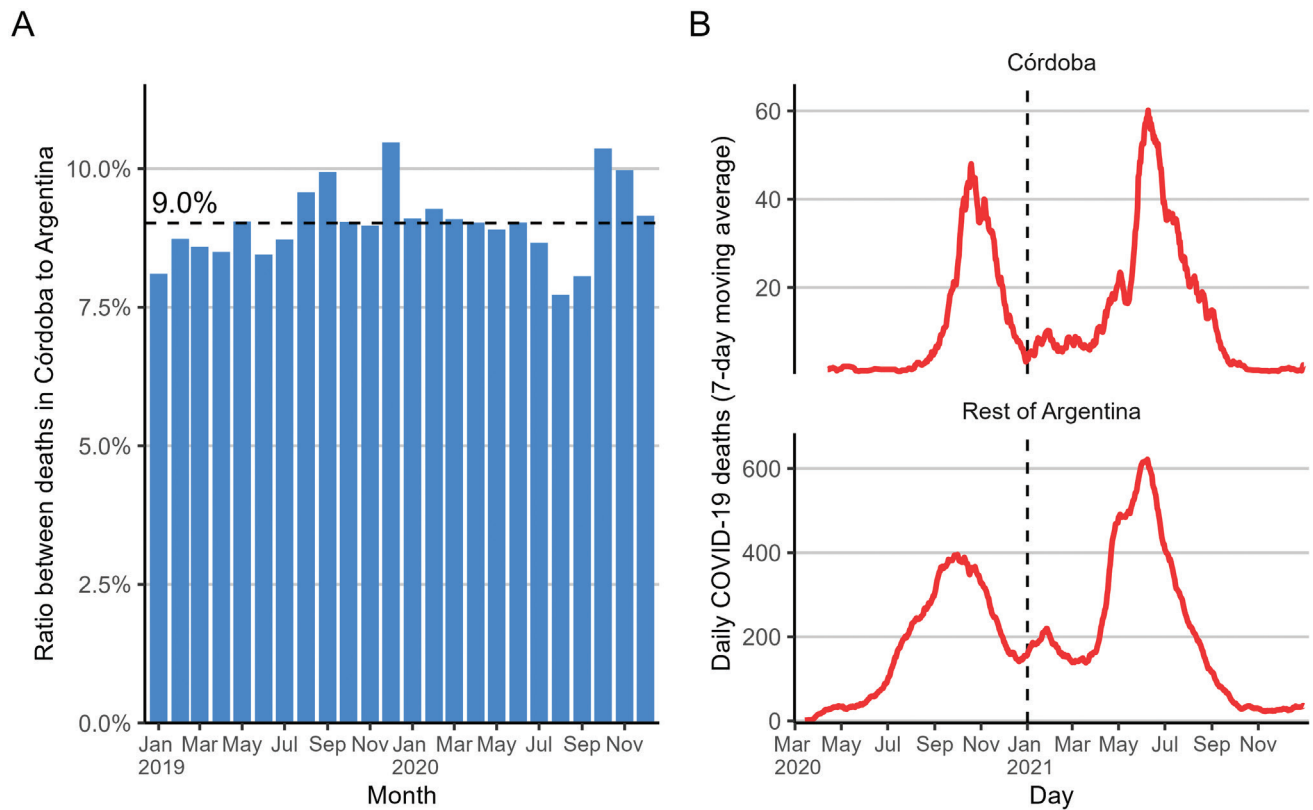 A
Ratio between deaths in Córdoba to Argentina
10.0%
9.0%
7.5%
5.0%
2.5%
0.0%
Jan Mar May Jul Sep Nov Jan Mar May Jul Sep Nov
2019 2020
Month
B
Daily COVID-19 deaths (7-day moving average)
Córdoba
60
40
20
Rest of Argentina
600
400
200
0
Mar May Jul Sep Nov Jan Mar May Jul Sep Nov
2020 2021
Day